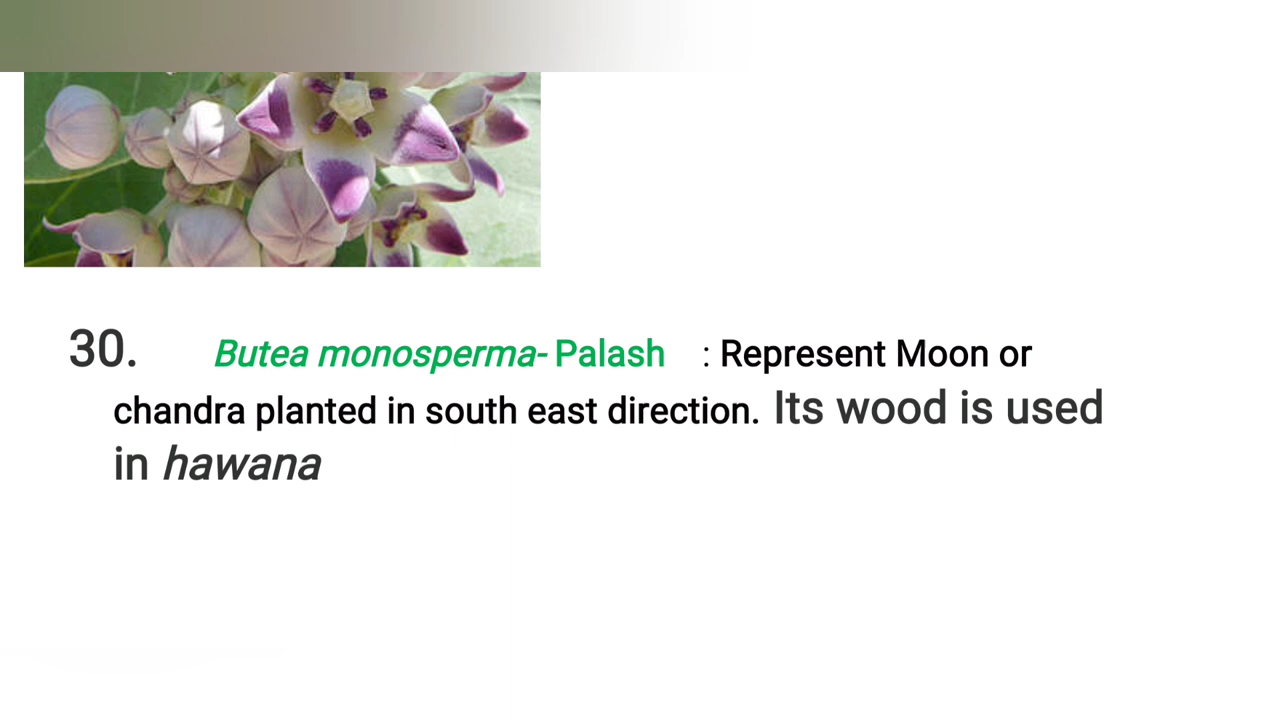 30. Butea monosperma- Palash : Represent Moon or
chandra planted in south east direction. Its wood is used
in hawana